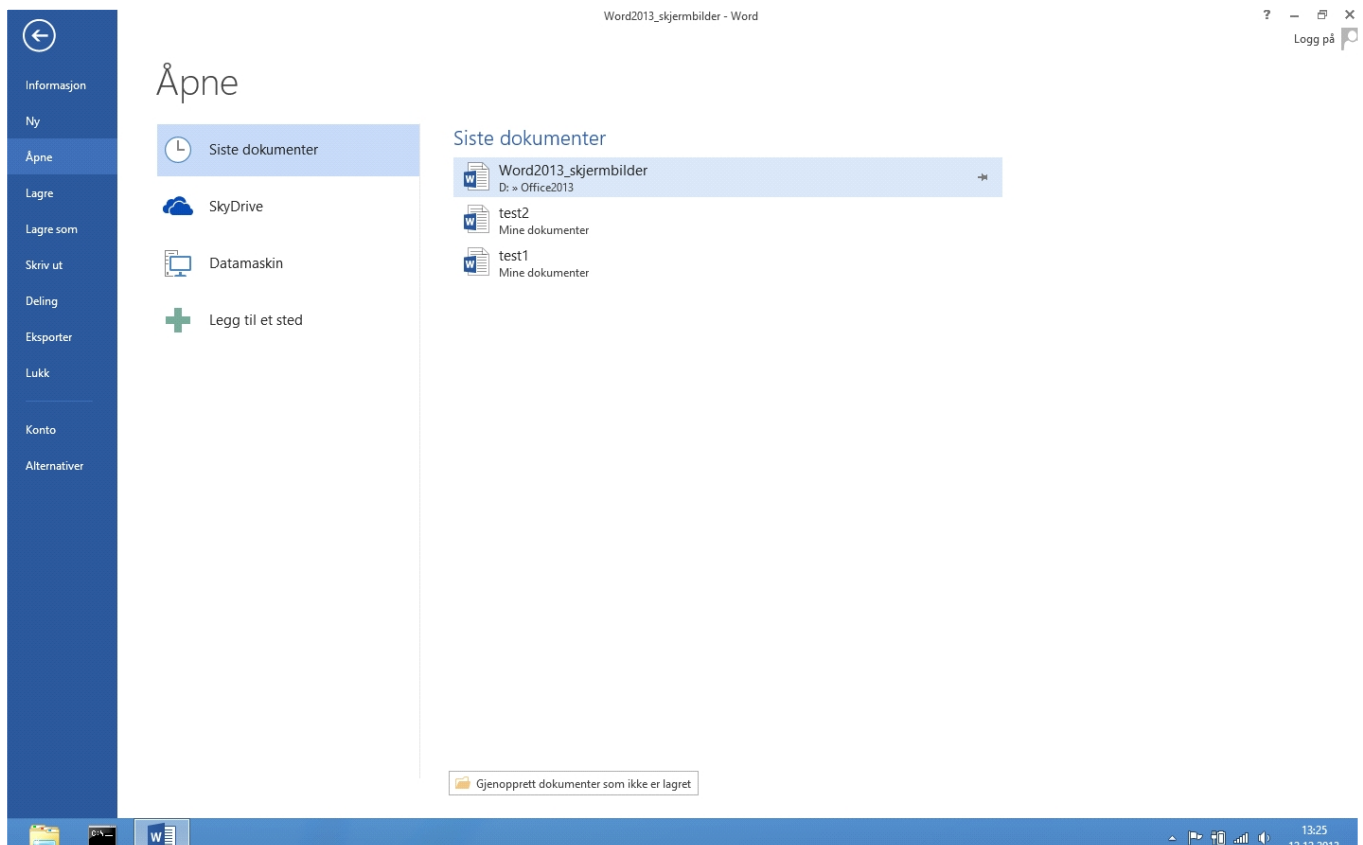 Word2013_skjermbilder - Word
Logg på
Informasjon
Ny
Åpne
Lagre
Lagre som
Skriv ut
Deling
Eksporter
Lukk
Konto
Alternativer
Åpne
Siste dokumenter
SkyDrive
Datamaskin
Legg til et sted
Siste dokumenter
Word2013_skjermbilder
D: » Office2013
test2
Mine dokumenter
test1
Mine dokumenter
Gjenopprett dokumenter som ikke er lagret
13:25